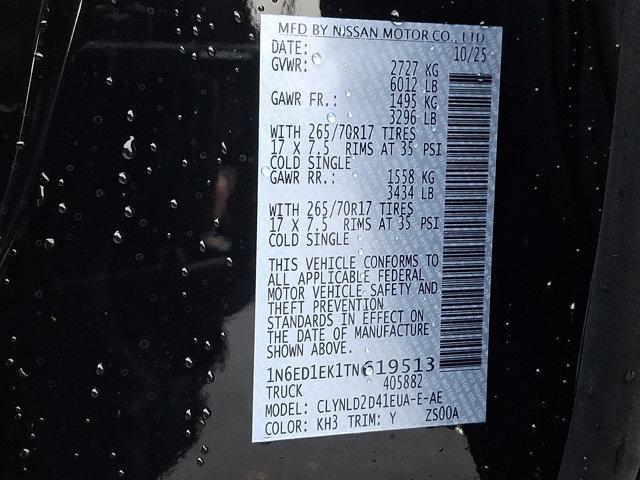 MFD BY NISSAN MOTOR CO., LTD.
DATE: 10/25
GVWR: 2727 KG
6012 LB
GAWR FR.: 1495 KG
3296 LB
WITH 265/70R17 TIRES
17 X 7.5 RIMS AT 35 PSI
COLD SINGLE
GAWR RR.: 1558 KG
3434 LB
WITH 265/70R17 TIRES
17 X 7.5 RIMS AT 35 PSI
COLD SINGLE
THIS VEHICLE CONFORMS TO
ALL APPLICABLE FEDERAL
MOTOR VEHICLE SAFETY AND
THEFT PREVENTION
STANDARDS IN EFFECT ON
THE DATE OF MANUFACTURE
SHOWN ABOVE.
1N6ED1EK1TN619513
TRUCK 405882
MODEL: CLYNLD2D41EUA-E-AE
COLOR: KH3 TRIM: Y ZS00A